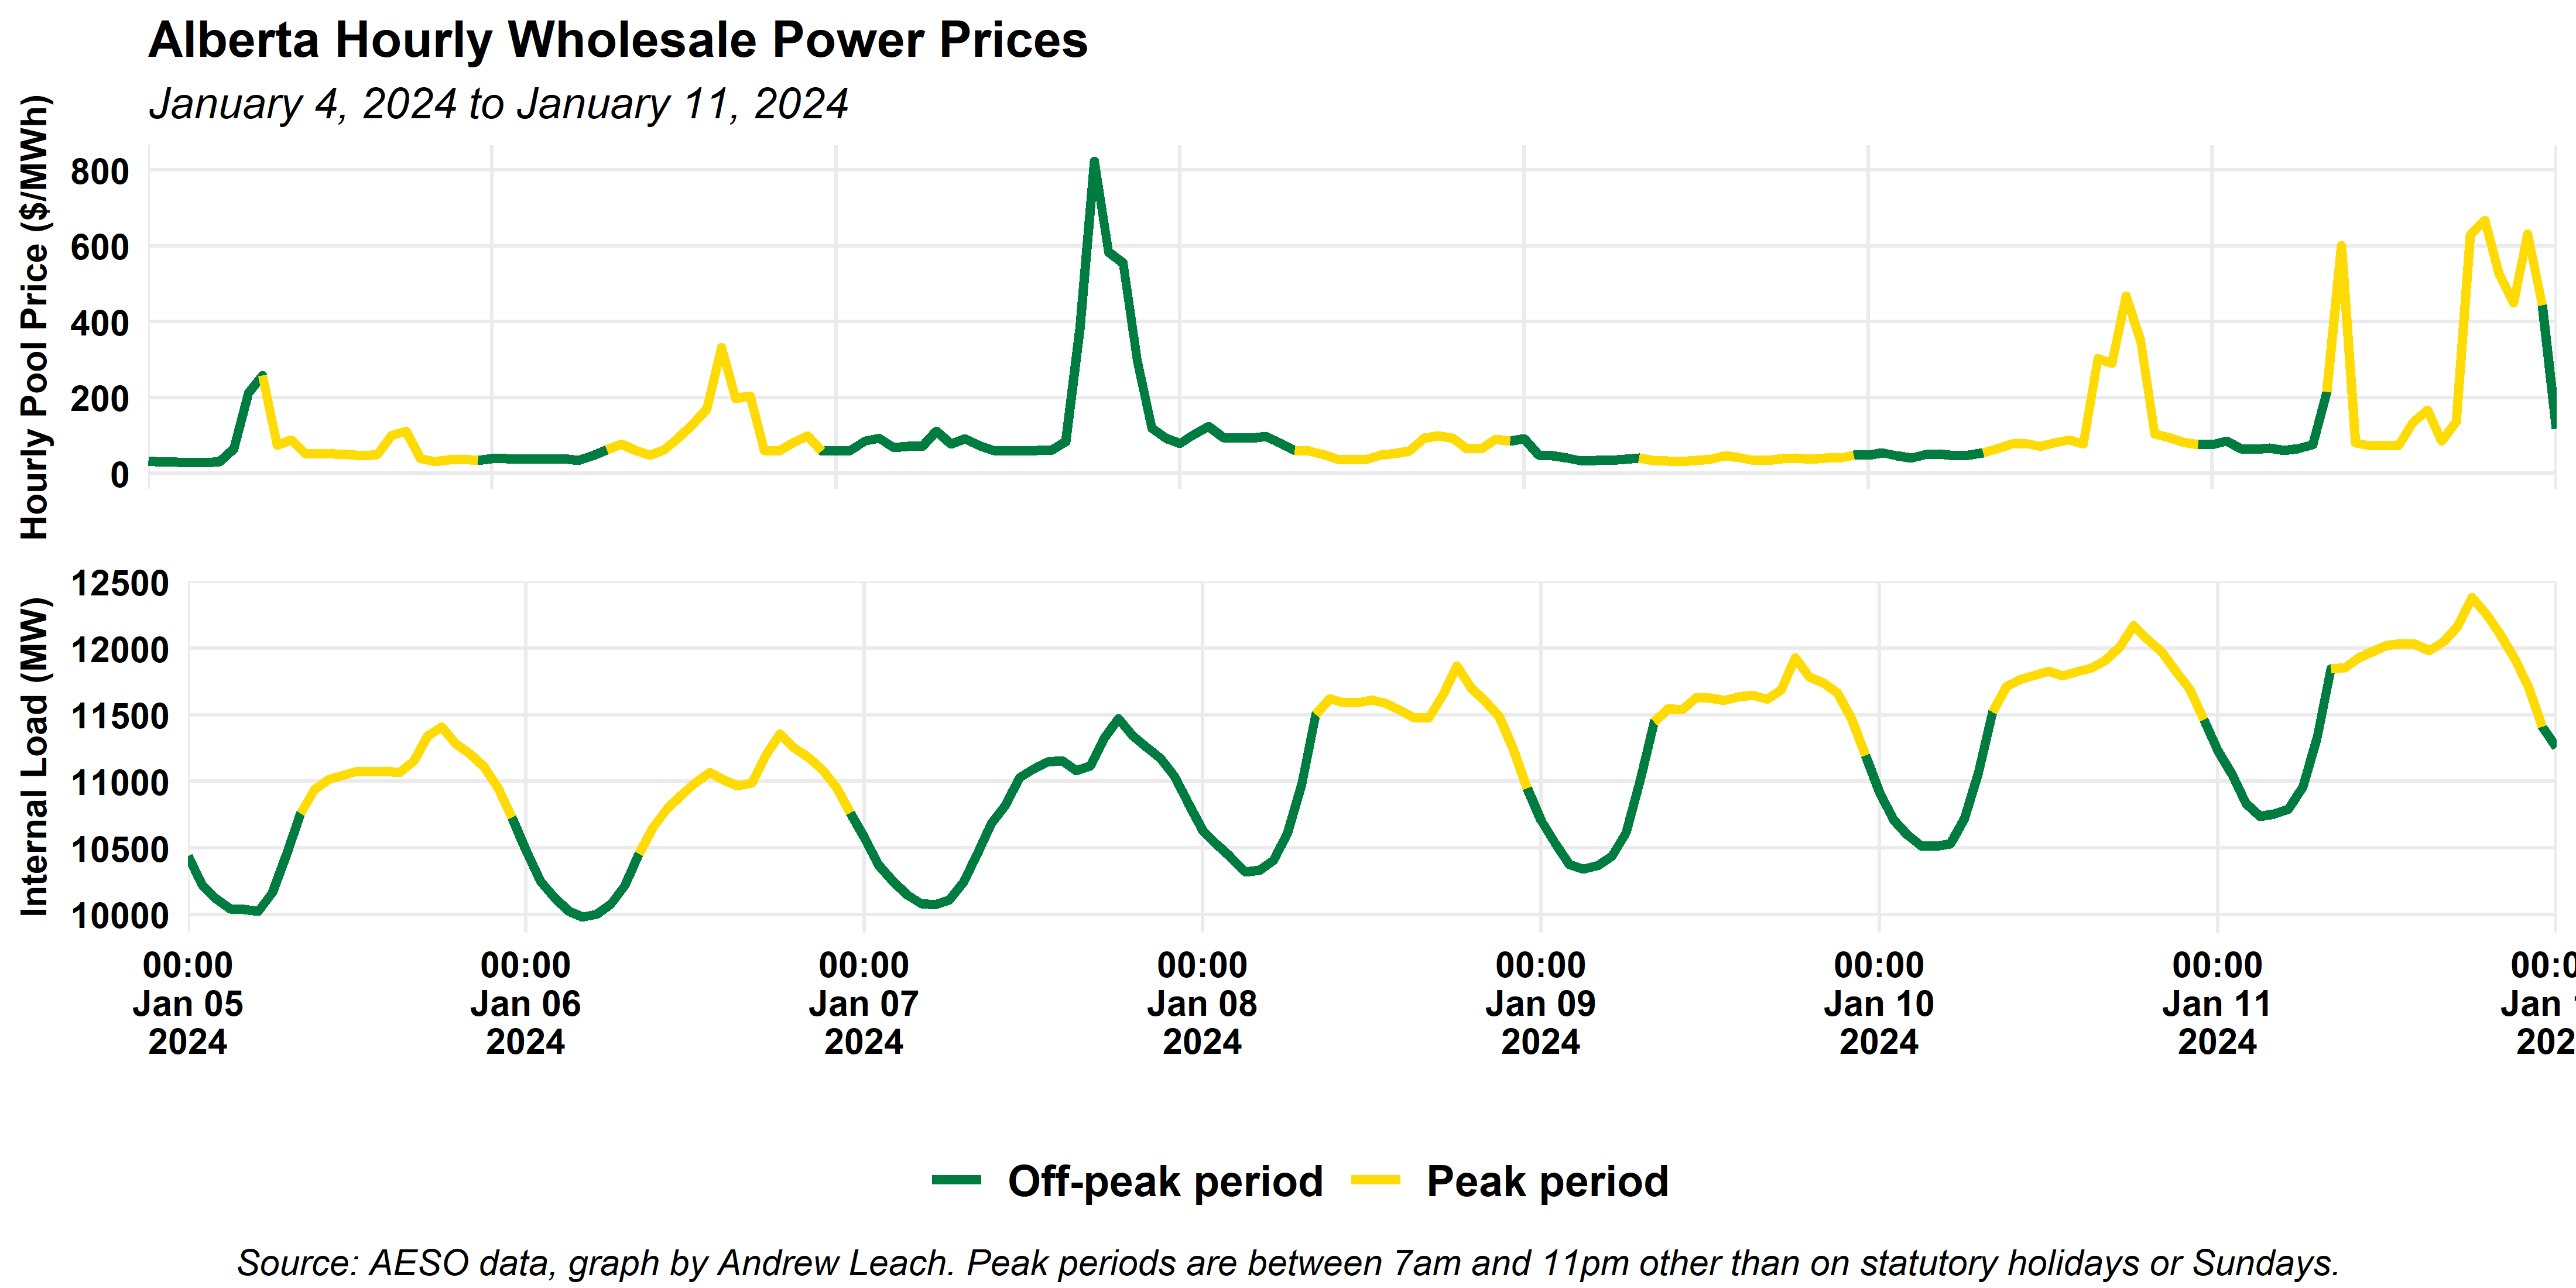 Alberta Hourly Wholesale Power Prices
January 4, 2024 to January 11, 2024
Hourly Pool Price ($/MWh)
800
600
400
200
0
Internal Load (MW)
12500
12000
11500
11000
10500
10000
00:00 00:00 00:00 00:00 00:00 00:00 00:00 00:0
Jan 05 Jan 06 Jan 07 Jan 08 Jan 09 Jan 10 Jan 11 Jan
2024 2024 2024 2024 2024 2024 2024 202
Off-peak period Peak period
Source: AESO data, graph by Andrew Leach. Peak periods are between 7am and 11pm other than on statutory holidays or Sundays.